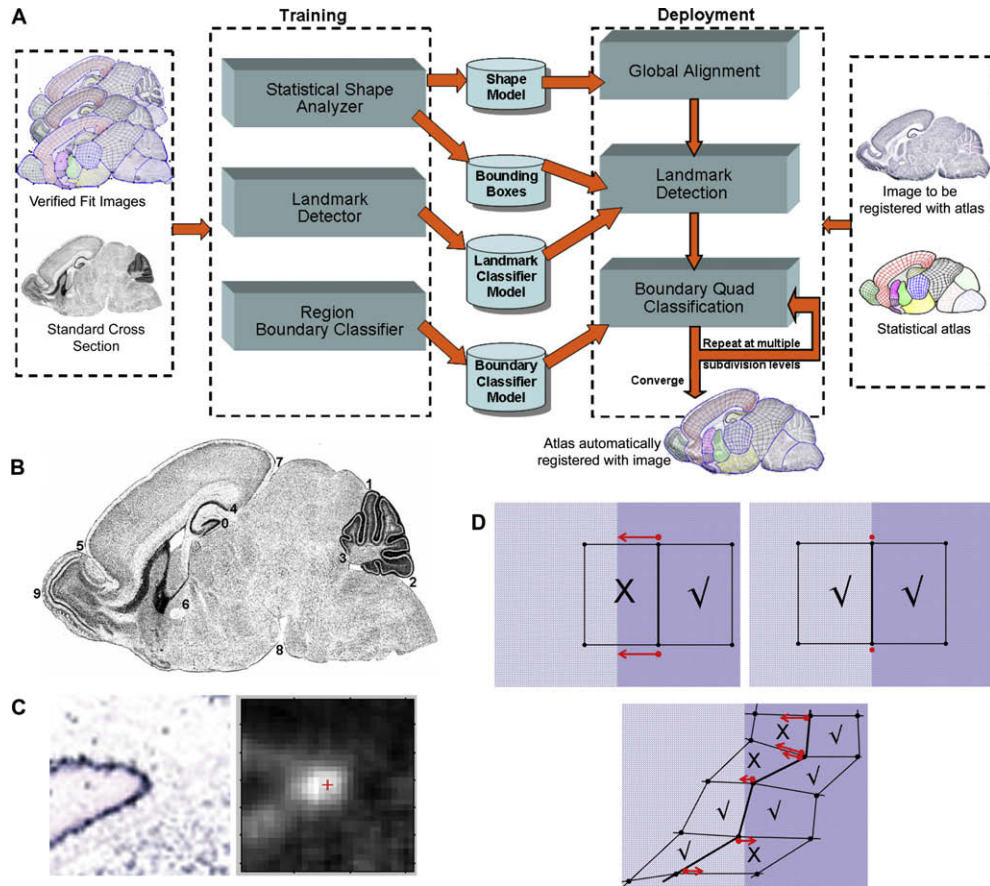 A
Training
Deployment
Verified Fit Images
Standard Cross
Section
Statistical Shape
Analyzer
Landmark
Detector
Region
Boundary Classifier
Shape
Model
Bounding
Boxes
Landmark
Classifier
Model
Boundary
Classifier
Model
Global Alignment
Landmark
Detection
Boundary Quad
Classification
Repeat at multiple
subdivision levels
Converge
Atlas automatically
registered with image
Image to be
registered with atlas
Statistical atlas
B
7
1
4
0
5
3
2
9
6
8
C
D
X √
√ √
X √
X √
√ √
√ X